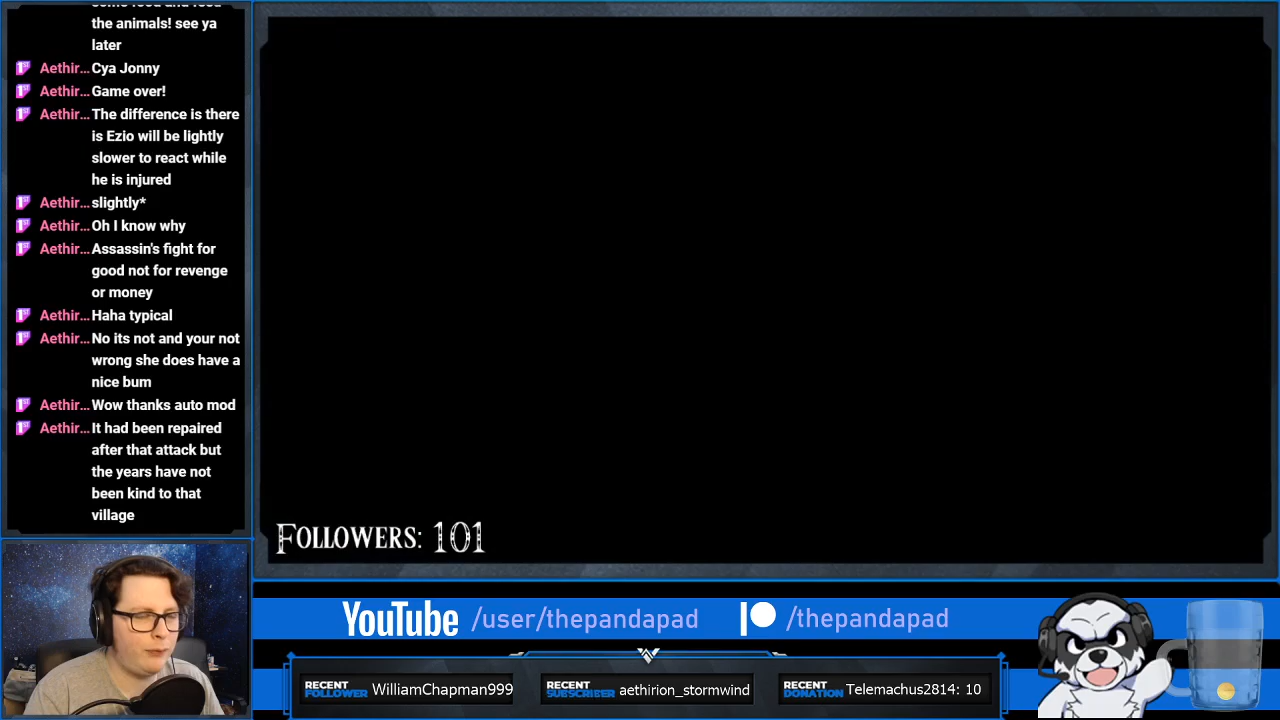 the animals! see ya
later
Aethir... Cya Jonny
Aethir... Game over!
Aethir... The difference is there
is Ezio will be lightly
slower to react while
he is injured
Aethir... slightly*
Aethir... Oh I know why
Aethir... Assassin's fight for
good not for revenge
or money
Aethir... Haha typical
Aethir... No its not and your not
wrong she does have a
nice bum
Aethir... Wow thanks auto mod
Aethir... It had been repaired
after that attack but
the years have not
been kind to that
village
Followers: 101
YouTube /user/thepandapad
/thepandapad
RECENT FOLLOWER WilliamChapman999
RECENT SUBSCRIBER aethirion_stormwind
RECENT DONATION Telemachus2814: 10